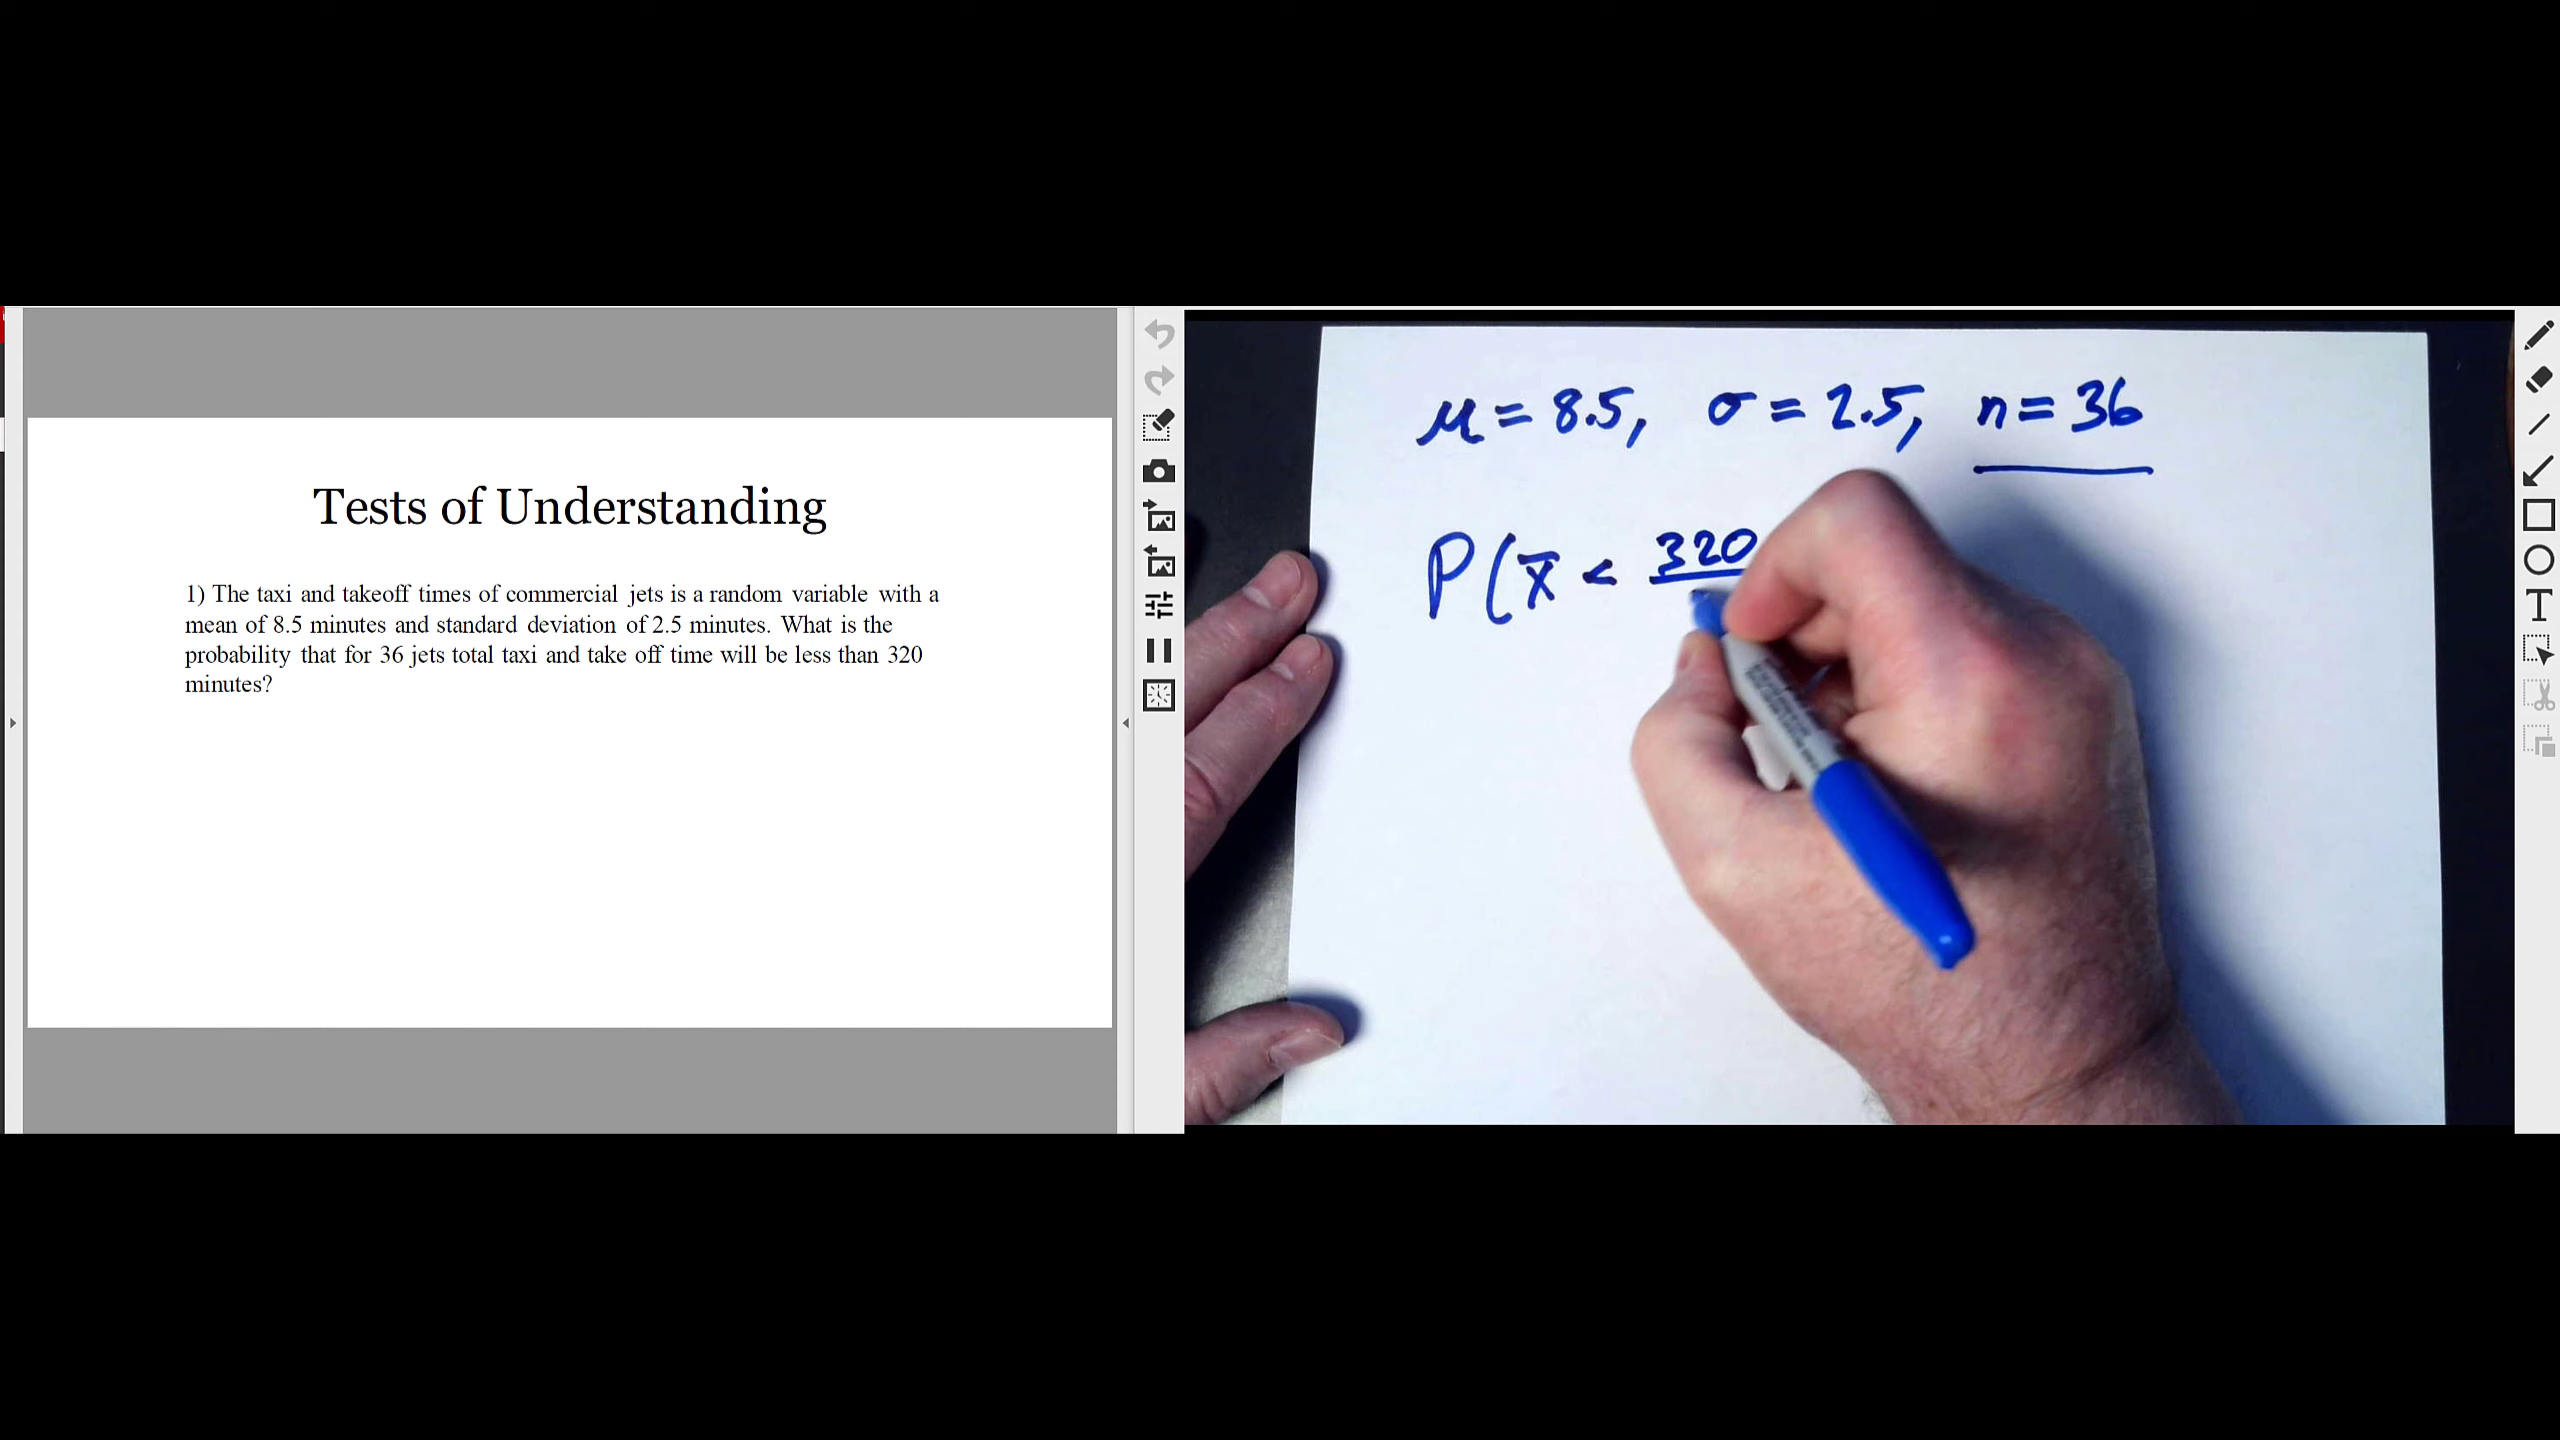 Tests of Understanding
1) The taxi and takeoff times of commercial jets is a random variable with a
mean of 8.5 minutes and standard deviation of 2.5 minutes. What is the
probability that for 36 jets total taxi and take off time will be less than 320
minutes?
μ = 8.5, σ = 2.5, n = 36
P(x̄ < 320